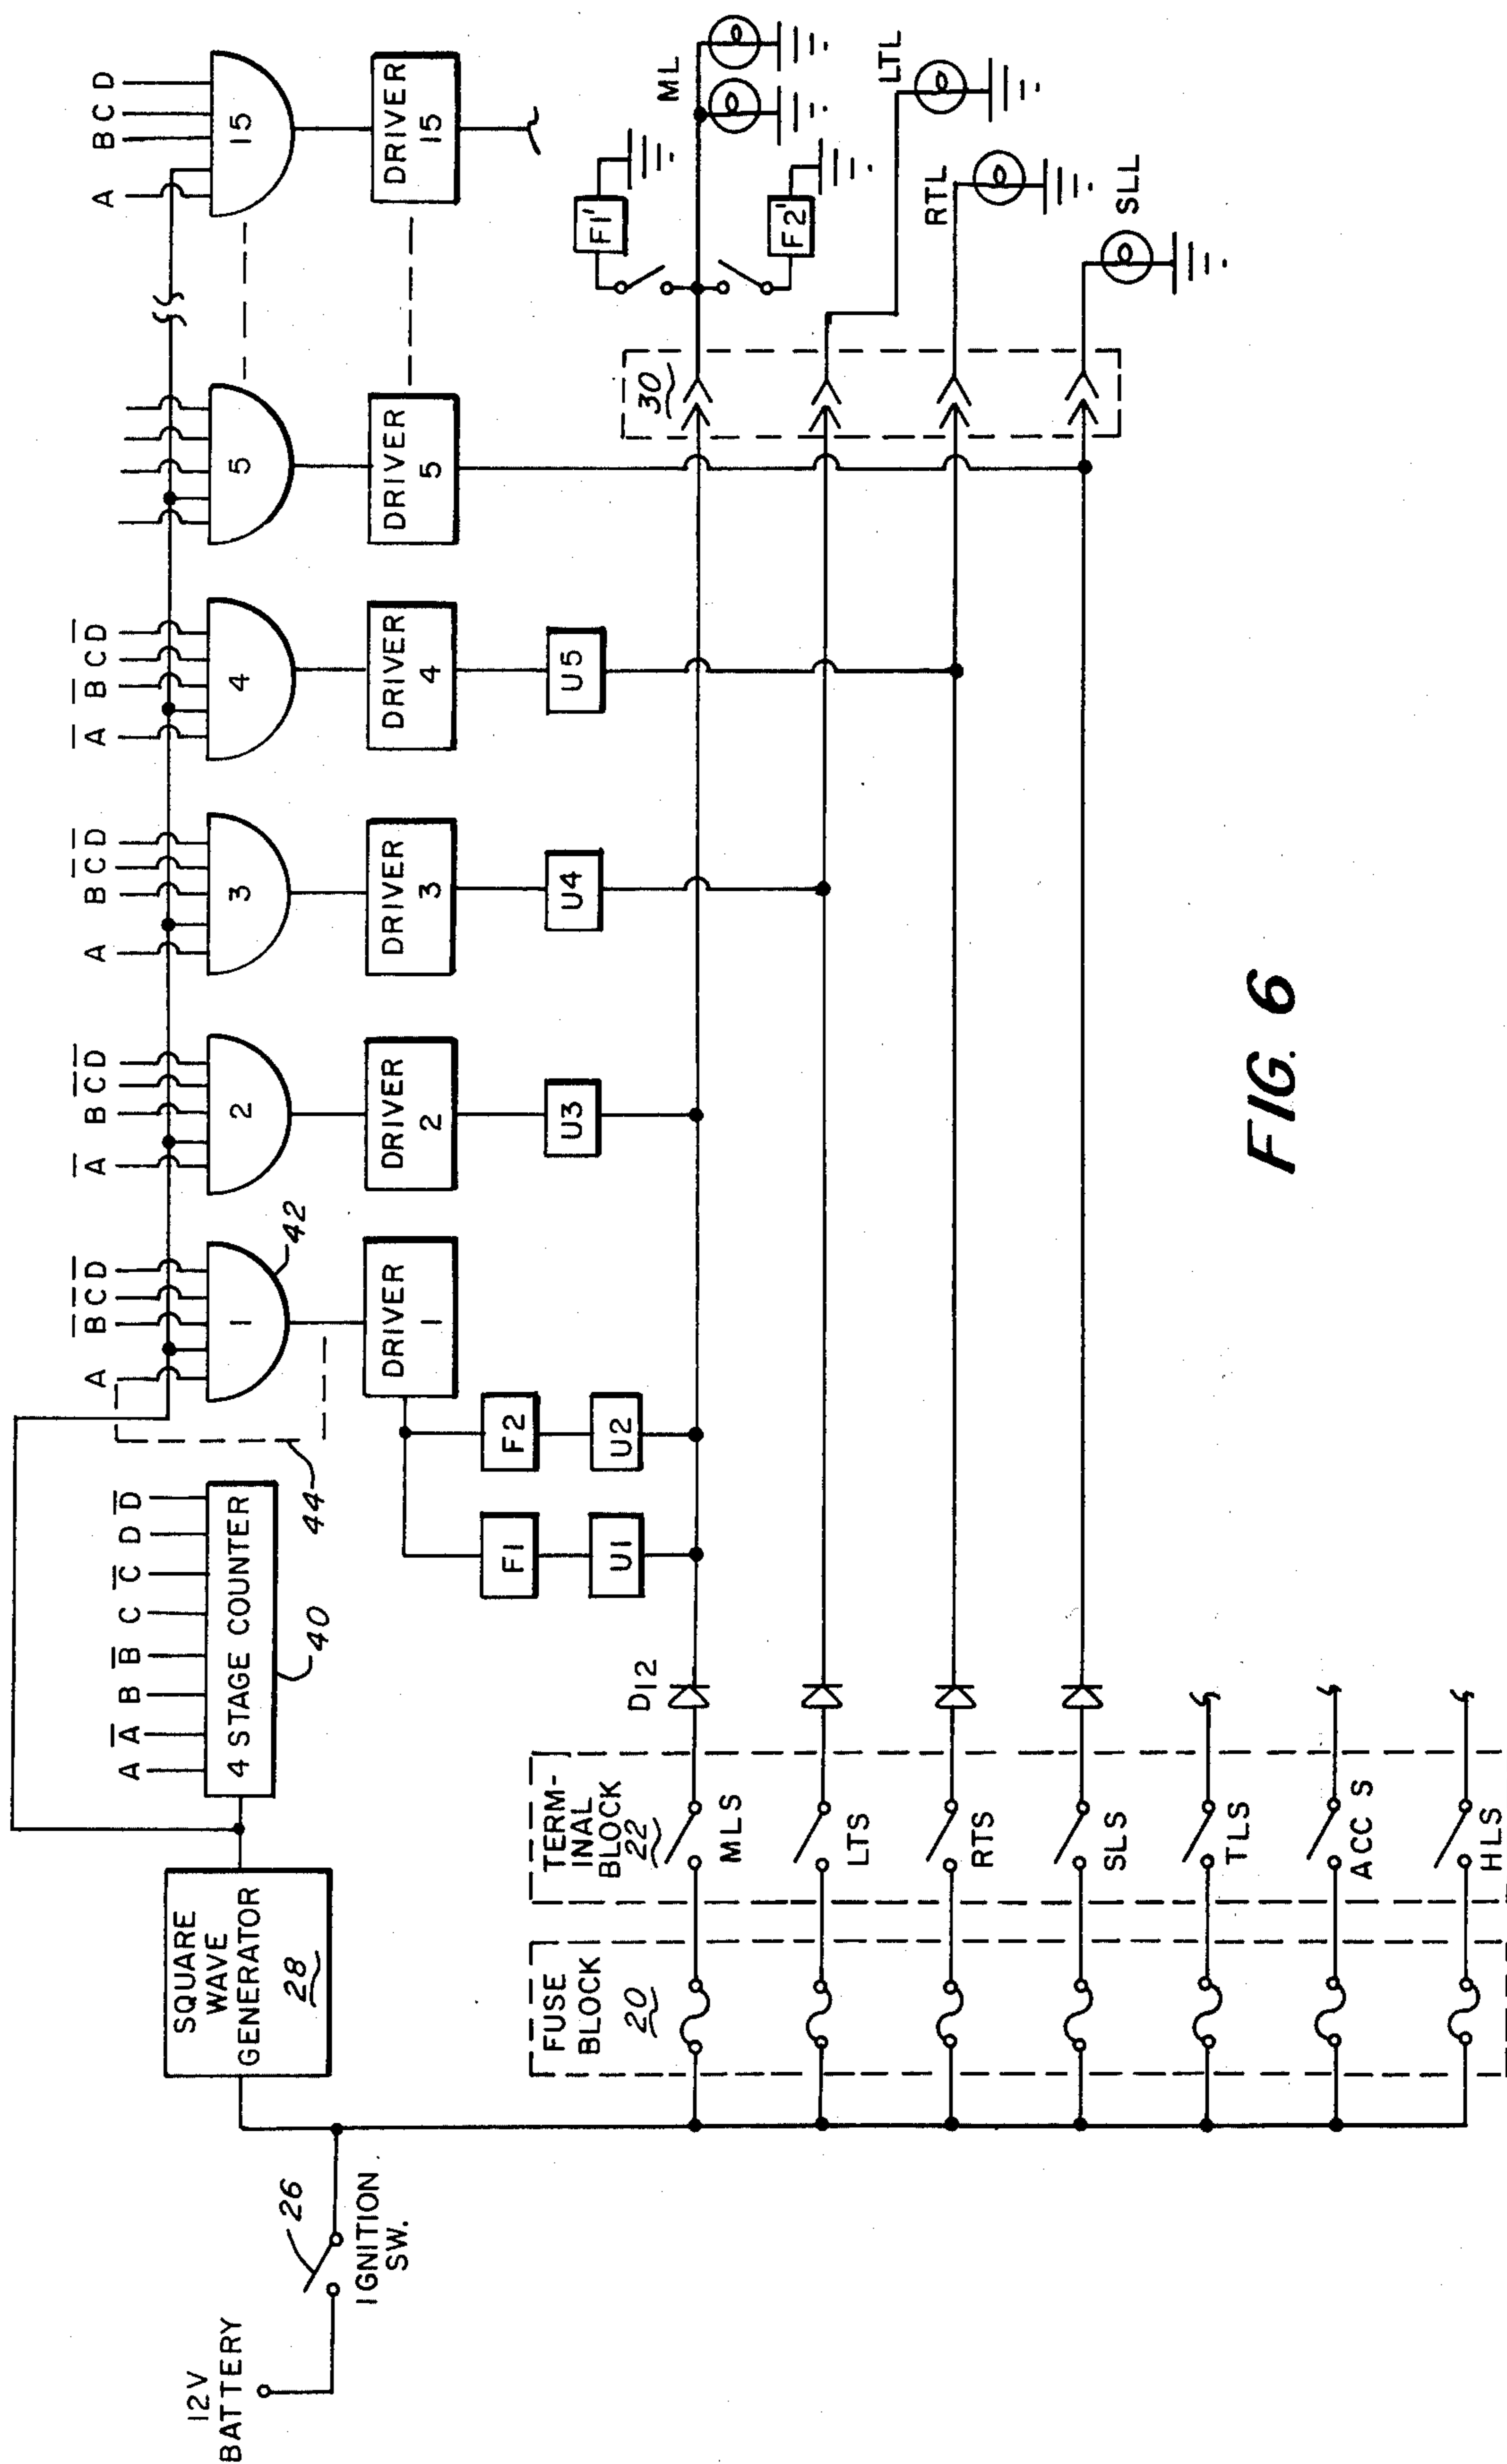 12V
BATTERY
26
IGNITION
SW.
SQUARE
WAVE
GENERATOR
28
A A̅ B B̅ C C̅ D D̅
4 STAGE COUNTER
40
44
A B̅ C̅ D̅
1
42
A̅ B C̅ D̅
2
A B C̅ D̅
3
A̅ B̅ C D̅
4
5
A B C D
15
DRIVER
1
DRIVER
2
DRIVER
3
DRIVER
4
DRIVER
5
DRIVER
15
F1
F2
U1
U2
U3
U4
U5
FUSE
BLOCK
20
TERM-
INAL
BLOCK
22
MLS
LTS
RTS
SLS
TLS
ACC S
HLS
D12
30
F1'
F2'
ML
LTL
RTL
SLL
FIG. 6